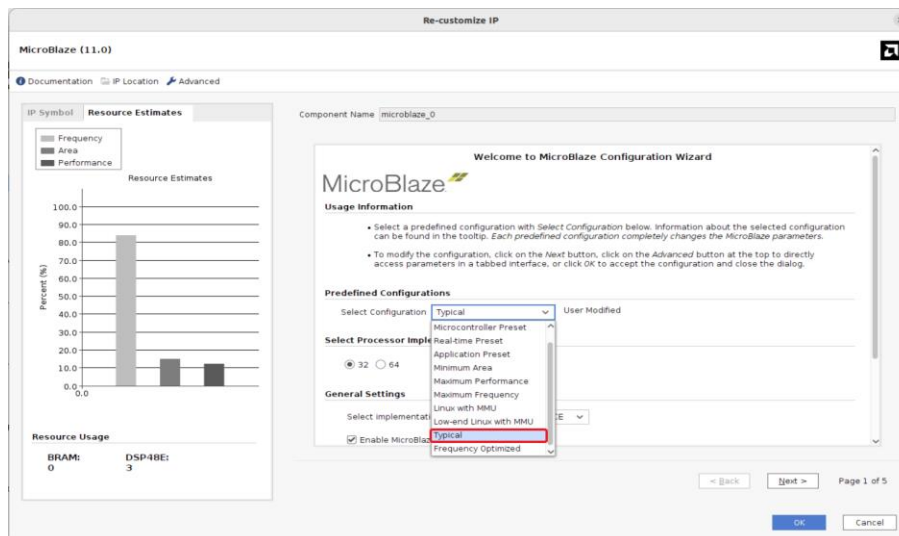 Re-customize IP
MicroBlaze (11.0)
Documentation IP Location Advanced
IP Symbol Resource Estimates
Frequency
Area
Performance
Resource Estimates
Percent (%)
100.0
90.0
80.0
70.0
60.0
50.0
40.0
30.0
20.0
10.0
0.0
0.0
Resource Usage
BRAM: DSP48E:
0 3
Component Name microblaze_0
Welcome to MicroBlaze Configuration Wizard
MicroBlaze
Usage Information
• Select a predefined configuration with Select Configuration below. Information about the selected configuration
can be found in the tooltip. Each predefined configuration completely changes the MicroBlaze parameters.
• To modify the configuration, click on the Next button, click on the Advanced button at the top to directly
access parameters in a tabbed interface, or click OK to accept the configuration and close the dialog.
Predefined Configurations
Select Configuration Typical User Modified
Microcontroller Preset
Select Processor Imple Real-time Preset
Application Preset
32 64 Minimum Area
Maximum Performance
General Settings Maximum Frequency
Linux with MMU
Select implementati Low-end Linux with MMU CE
Typical
Enable MicroBlaz Frequency Optimized
< Back Next > Page 1 of 5
OK Cancel